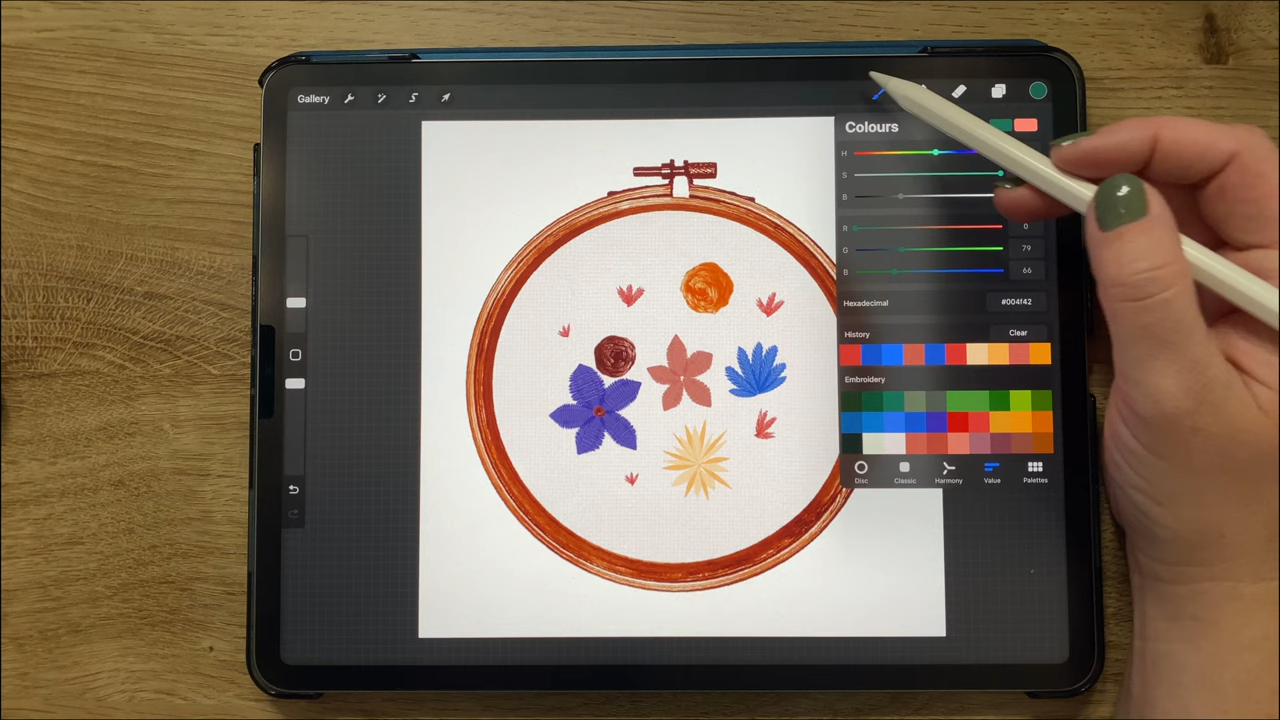 Gallery
Colours
H
S
B
R 0
G 79
B 66
Hexadecimal #004f42
History Clear
Embroidery
Disc Classic Harmony Value Palettes